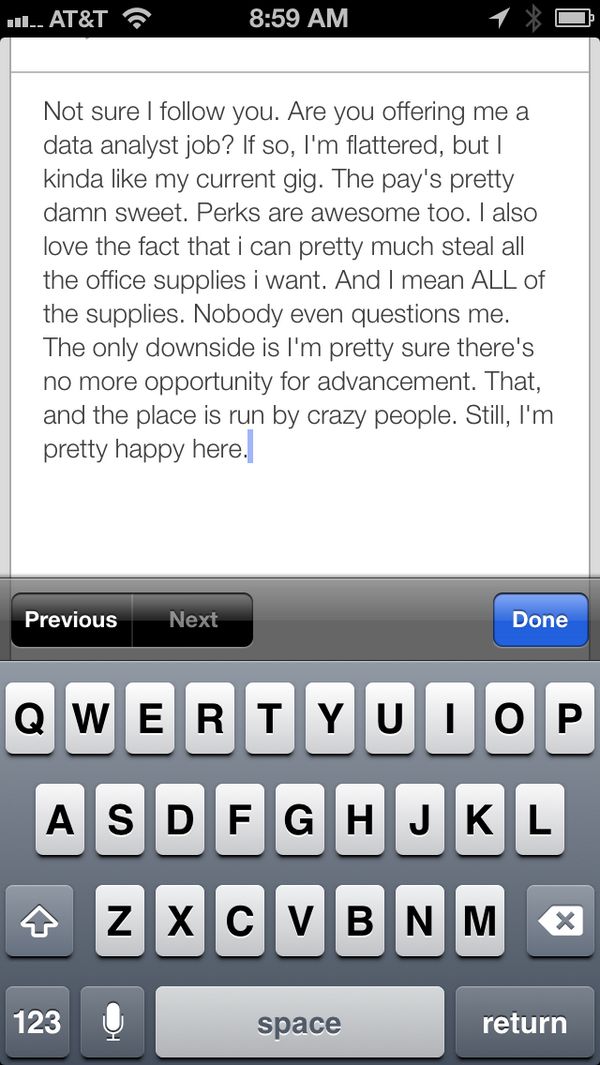 AT&T 8:59 AM
Not sure I follow you. Are you offering me a
data analyst job? If so, I'm flattered, but I
kinda like my current gig. The pay's pretty
damn sweet. Perks are awesome too. I also
love the fact that i can pretty much steal all
the office supplies i want. And I mean ALL of
the supplies. Nobody even questions me.
The only downside is I'm pretty sure there's
no more opportunity for advancement. That,
and the place is run by crazy people. Still, I'm
pretty happy here.
Previous Next Done
Q W E R T Y U I O P
A S D F G H J K L
Z X C V B N M
123 space return